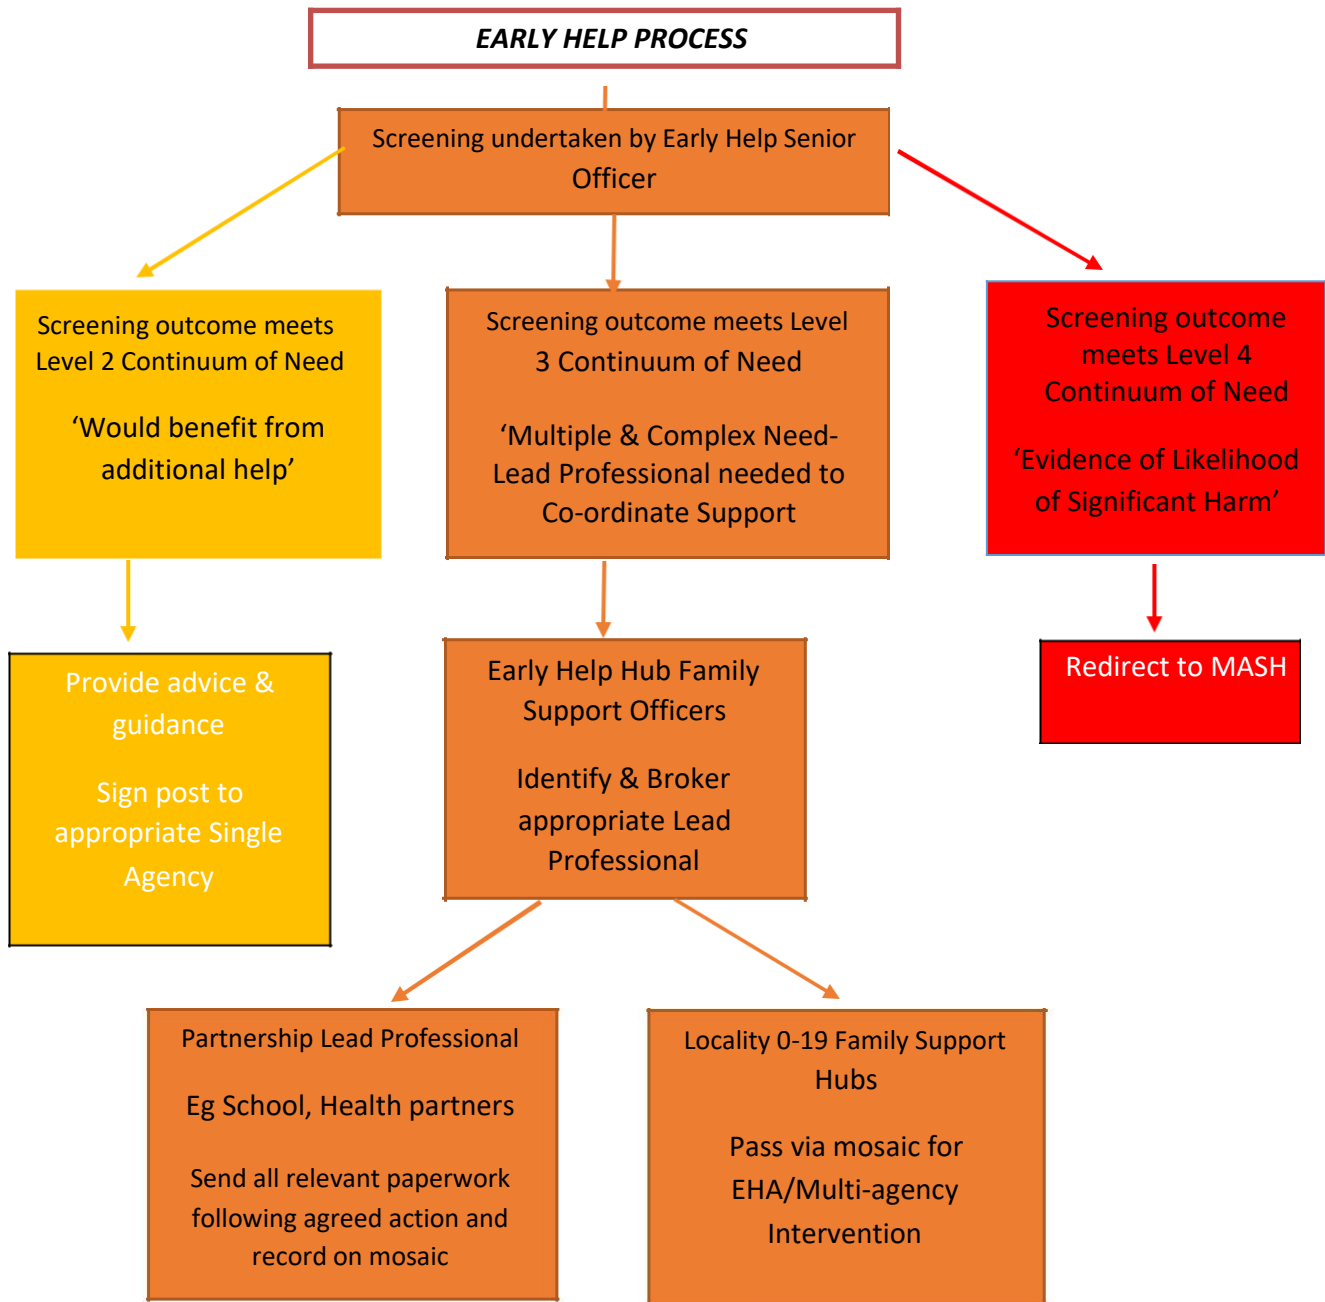 EARLY HELP PROCESS
Screening undertaken by Early Help Senior
Officer
Screening outcome meets
Level 2 Continuum of Need
‘Would benefit from
additional help’
Screening outcome meets Level
3 Continuum of Need
‘Multiple & Complex Need-
Lead Professional needed to
Co-ordinate Support
Screening outcome
meets Level 4
Continuum of Need
‘Evidence of Likelihood
of Significant Harm’
Provide advice &
guidance
Sign post to
appropriate Single
Agency
Early Help Hub Family
Support Officers
Identify & Broker
appropriate Lead
Professional
Redirect to MASH
Partnership Lead Professional
Eg School, Health partners
Send all relevant paperwork
following agreed action and
record on mosaic
Locality 0-19 Family Support
Hubs
Pass via mosaic for
EHA/Multi-agency
Intervention